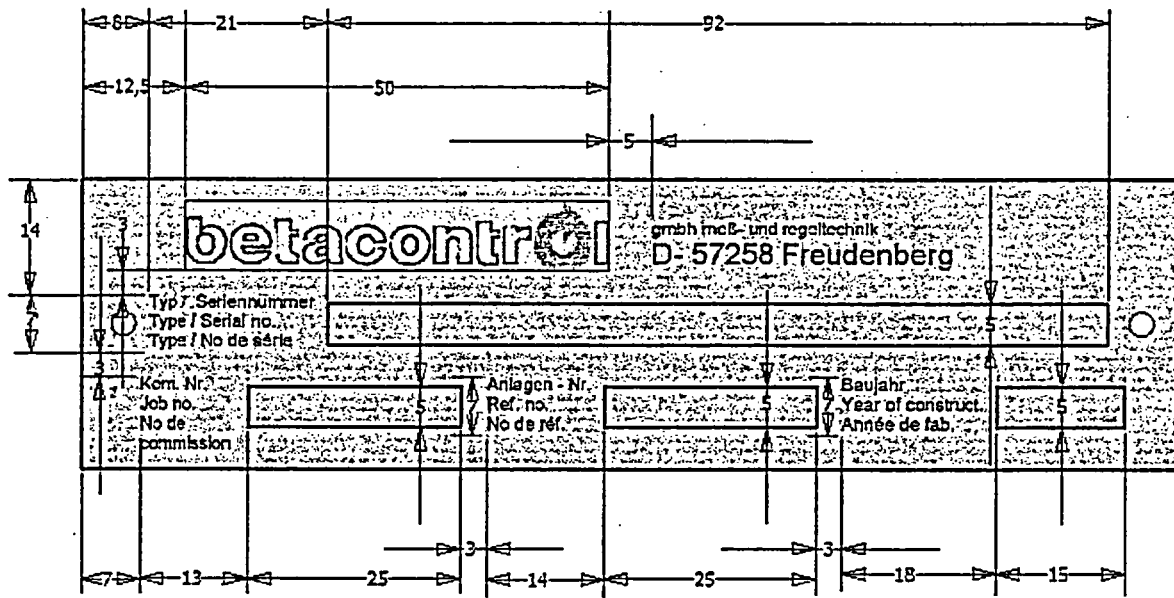 8 21 92
12,5 50
5
14 3
betacontrol
gmbh meß- und regeltechnik
D- 57258 Freudenberg
7
Typ / Seriennummer
Type / Serial no.
Type / No de série
5
3
Kom. Nr.
Job no.
No de
commission
5
7
Anlagen - Nr.
Ref. no.
No de réf.
5
7
Baujahr
Year of construct.
Année de fab.
5
3 3
7 13 25 14 25 18 15